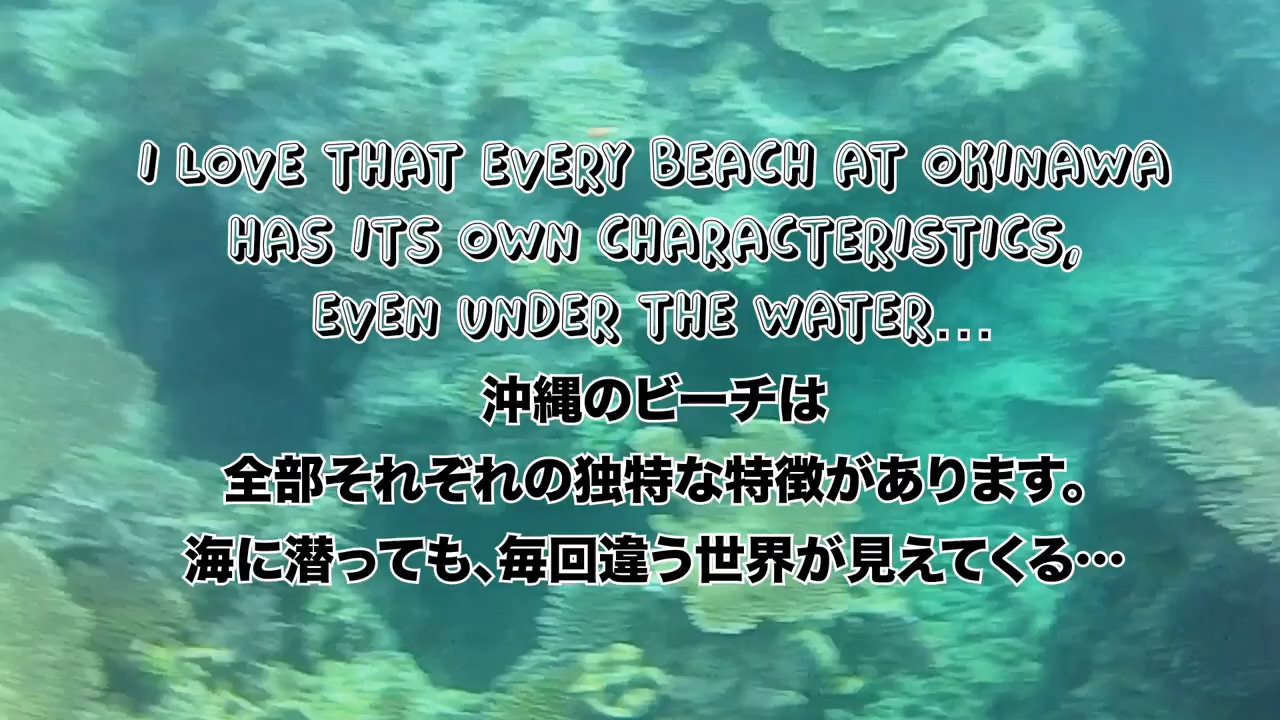 I LOVE THAT EVERY BEACH AT OKINAWA
HAS ITS OWN CHARACTERISTICS,
EVEN UNDER THE WATER...
沖縄のビーチは
全部それぞれの独特な特徴があります。
海に潜っても、毎回違う世界が見えてくる…